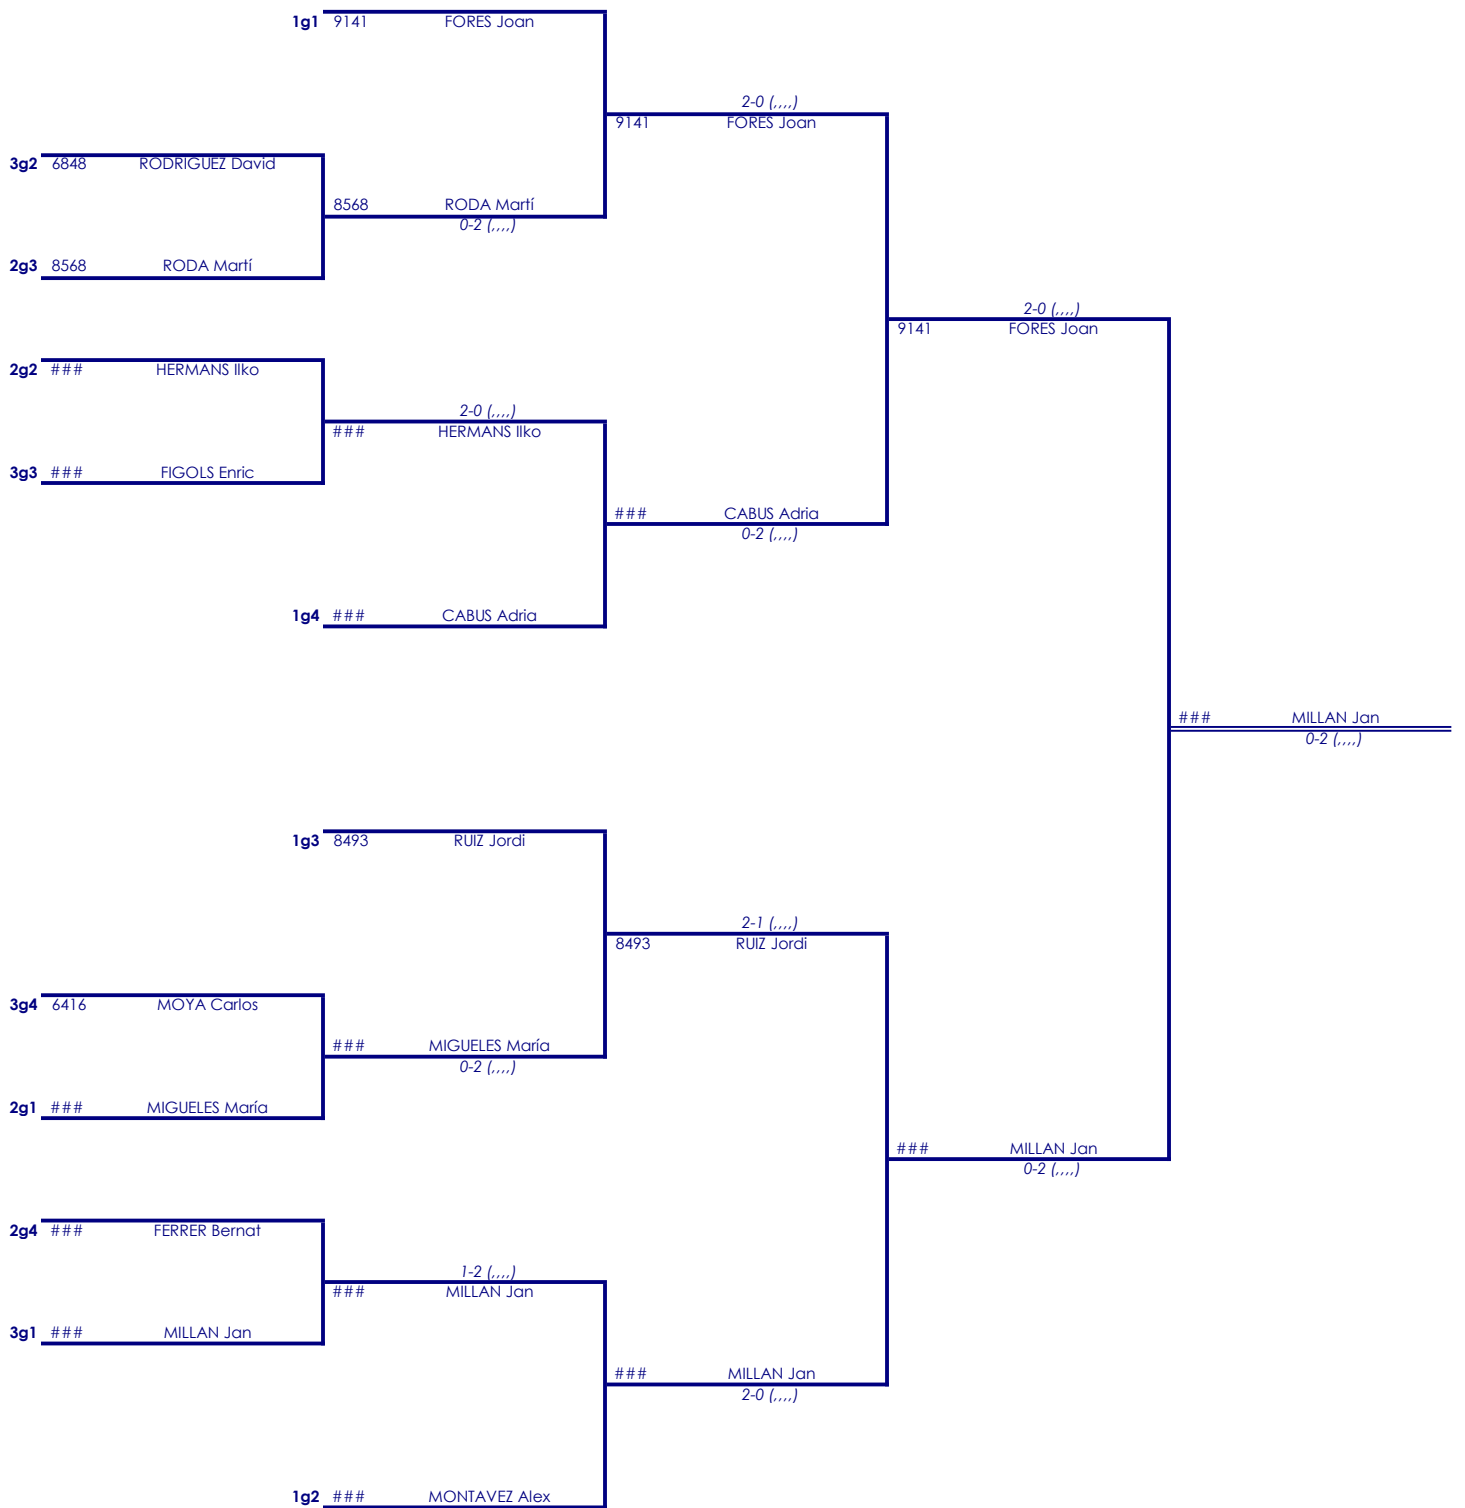 1g1 9141 FORES Joan
2-0 (,,,,)
9141 FORES Joan
3g2 6848 RODRIGUEZ David
8568 RODA Martí
0-2 (,,,,)
2g3 8568 RODA Martí
2-0 (,,,,)
9141 FORES Joan
2g2 ### HERMANS Ilko
2-0 (,,,,)
### HERMANS Ilko
3g3 ### FIGOLS Enric
### CABUS Adria
0-2 (,,,,)
1g4 ### CABUS Adria
### MILLAN Jan
0-2 (,,,,)
1g3 8493 RUIZ Jordi
2-1 (,,,,)
8493 RUIZ Jordi
3g4 6416 MOYA Carlos
### MIGUELES María
0-2 (,,,,)
2g1 ### MIGUELES María
### MILLAN Jan
0-2 (,,,,)
2g4 ### FERRER Bernat
1-2 (,,,,)
### MILLAN Jan
3g1 ### MILLAN Jan
### MILLAN Jan
2-0 (,,,,)
1g2 ### MONTAVEZ Alex